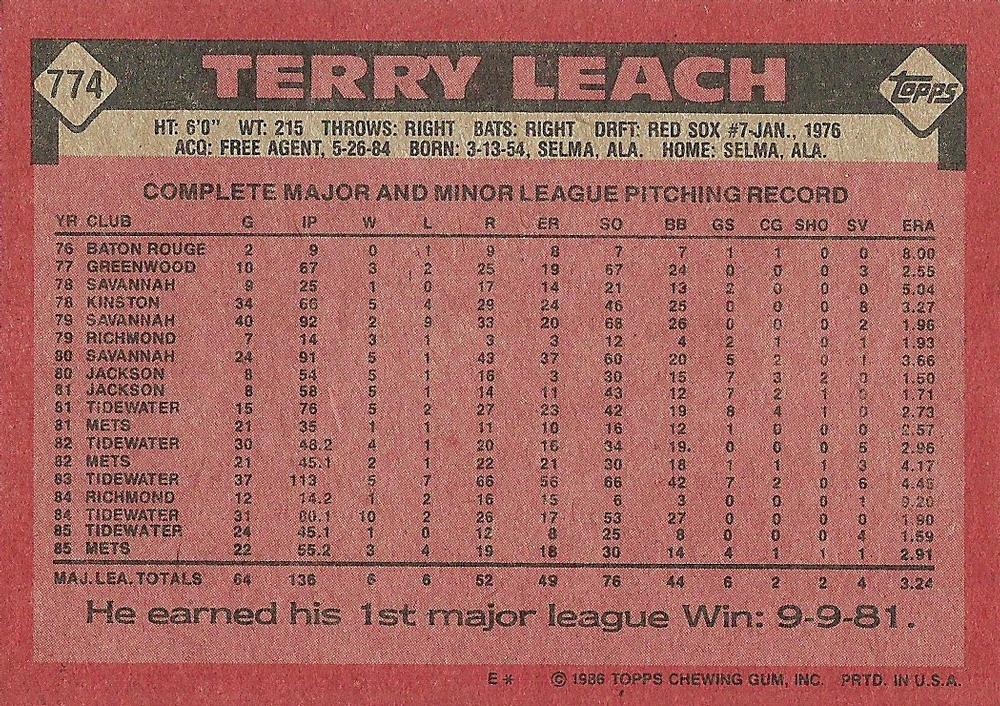 774 TERRY LEACH Topps
HT: 6'0" WT: 215 THROWS: RIGHT BATS: RIGHT DRFT: RED SOX #7-JAN., 1976
ACQ: FREE AGENT, 5-26-84 BORN: 3-13-54, SELMA, ALA. HOME: SELMA, ALA.
COMPLETE MAJOR AND MINOR LEAGUE PITCHING RECORD
YR CLUB G IP W L R ER SO BB GS CG SHO SV ERA
76 BATON ROUGE 2 9 0 1 9 8 7 7 1 1 0 0 8.00
77 GREENWOOD 10 67 3 2 25 19 67 24 0 0 0 3 2.55
78 SAVANNAH 9 25 1 0 17 14 21 13 2 0 0 0 5.04
78 KINSTON 34 66 5 4 29 24 46 25 0 0 0 8 3.27
79 SAVANNAH 40 92 2 9 33 20 68 26 0 0 0 2 1.96
79 RICHMOND 7 14 3 1 3 3 12 4 2 1 0 1 1.93
80 SAVANNAH 24 91 5 1 43 37 60 20 5 2 0 1 3.66
80 JACKSON 8 54 5 1 16 3 30 15 7 3 2 0 1.50
81 JACKSON 8 58 5 1 14 11 43 12 7 2 1 0 1.71
81 TIDEWATER 15 76 5 2 27 23 42 19 8 4 1 0 2.73
81 METS 21 35 1 1 11 10 16 12 1 0 0 0 2.57
82 TIDEWATER 30 48.2 4 1 20 16 34 19 0 0 0 5 2.96
82 METS 21 45.1 2 1 22 21 30 18 1 1 1 3 4.17
83 TIDEWATER 37 113 5 7 66 56 66 42 7 2 0 6 4.45
84 RICHMOND 12 14.2 1 2 16 15 6 3 0 0 0 1 9.20
84 TIDEWATER 31 80.1 10 2 26 17 53 27 0 0 0 1 1.90
85 TIDEWATER 24 45.1 1 0 12 8 25 8 0 0 0 4 1.59
85 METS 22 55.2 3 4 19 18 30 14 4 1 1 1 2.91
MAJ. LEA. TOTALS 64 136 6 6 52 49 76 44 6 2 2 4 3.24
He earned his 1st major league Win: 9-9-81.
E* © 1986 TOPPS CHEWING GUM, INC. PRTD. IN U.S.A.